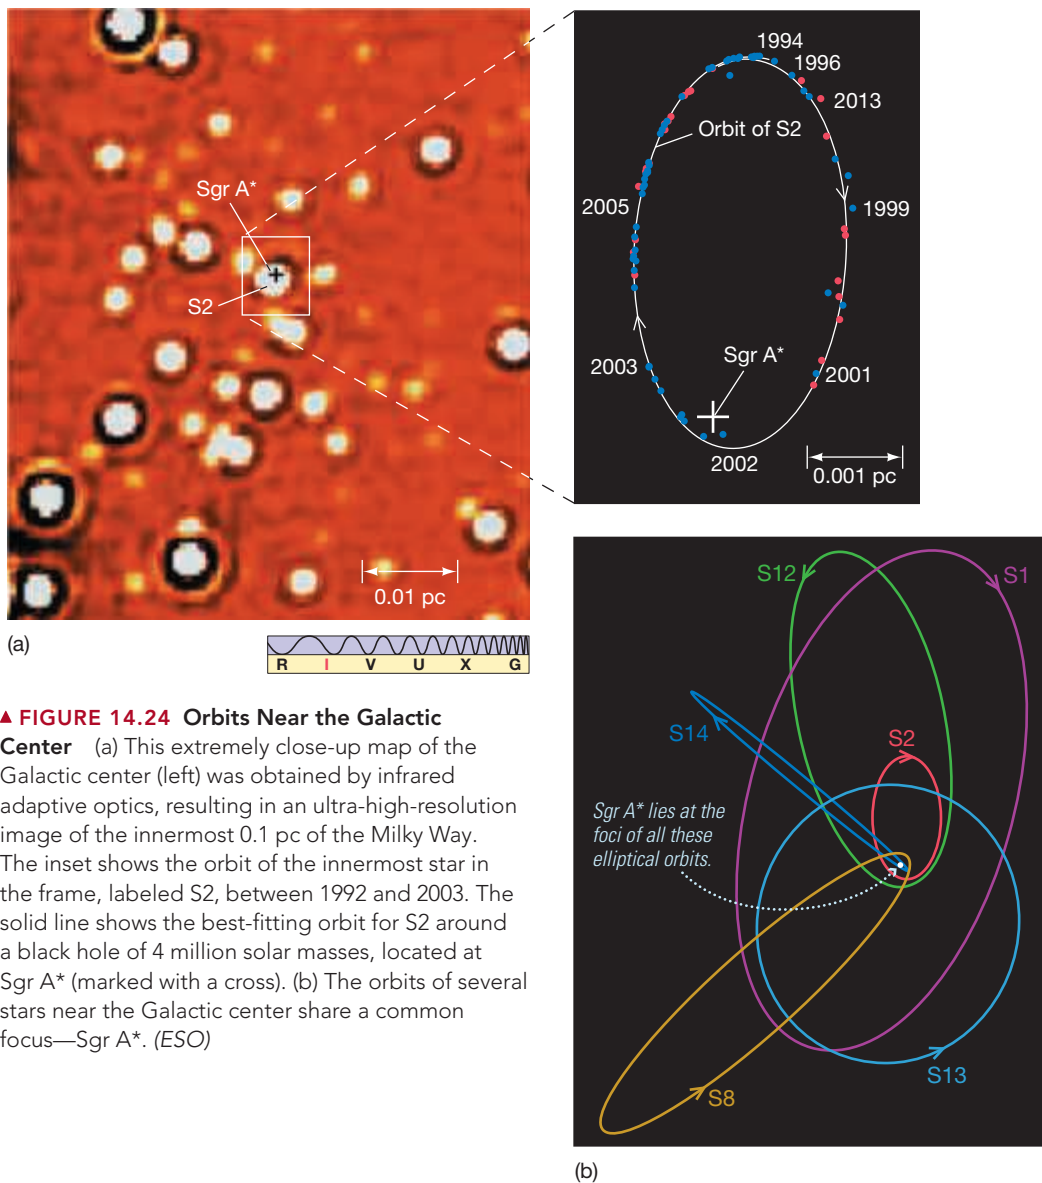 Sgr A*
S2
0.01 pc
(a)
R I V U X G
1994
1996
2013
Orbit of S2
2005
1999
Sgr A*
2003
2001
2002
0.001 pc
▲ FIGURE 14.24 Orbits Near the Galactic
Center (a) This extremely close-up map of the
Galactic center (left) was obtained by infrared
adaptive optics, resulting in an ultra-high-resolution
image of the innermost 0.1 pc of the Milky Way.
The inset shows the orbit of the innermost star in
the frame, labeled S2, between 1992 and 2003. The
solid line shows the best-fitting orbit for S2 around
a black hole of 4 million solar masses, located at
Sgr A* (marked with a cross). (b) The orbits of several
stars near the Galactic center share a common
focus—Sgr A*. (ESO)
S12
S1
S14
S2
Sgr A* lies at the
foci of all these
elliptical orbits.
S13
S8
(b)